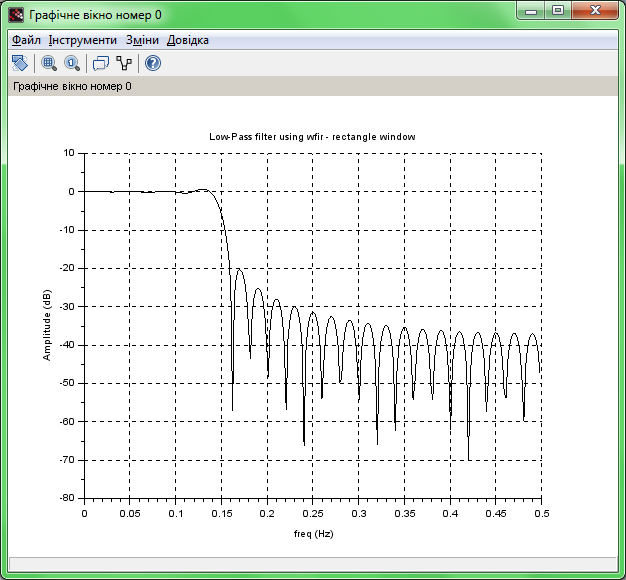 Графічне вікно номер 0
Файл Інструменти Зміни Довідка
Графічне вікно номер 0
Low-Pass filter using wfir - rectangle window
10
0
-10
-20
-30
-40
-50
-60
-70
-80
Amplitude (dB)
0 0.05 0.1 0.15 0.2 0.25 0.3 0.35 0.4 0.45 0.5
freq (Hz)